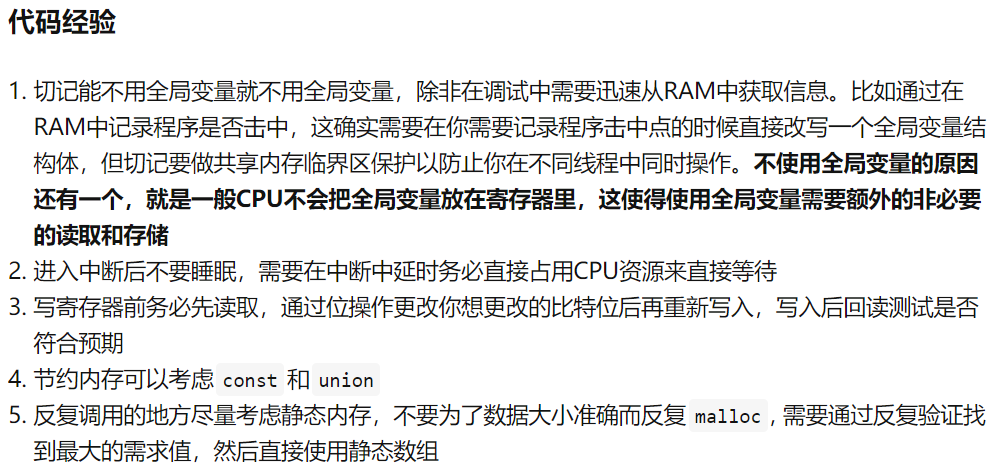 代码经验
1. 切记能不用全局变量就不用全局变量，除非在调试中需要迅速从RAM中获取信息。比如通过在
RAM中记录程序是否击中，这确实需要在你需要记录程序击中点的时候直接改写一个全局变量结
构体，但切记要做共享内存临界区保护以防止你在不同线程中同时操作。不使用全局变量的原因
还有一个，就是一般CPU不会把全局变量放在寄存器里，这使得使用全局变量需要额外的非必要
的读取和存储
2. 进入中断后不要睡眠，需要在中断中延时务必直接占用CPU资源来直接等待
3. 写寄存器前务必先读取，通过位操作更改你想更改的比特位后再重新写入，写入后回读测试是否
符合预期
4. 节约内存可以考虑 const 和 union
5. 反复调用的地方尽量考虑静态内存，不要为了数据大小准确而反复 malloc , 需要通过反复验证找
到最大的需求值，然后直接使用静态数组